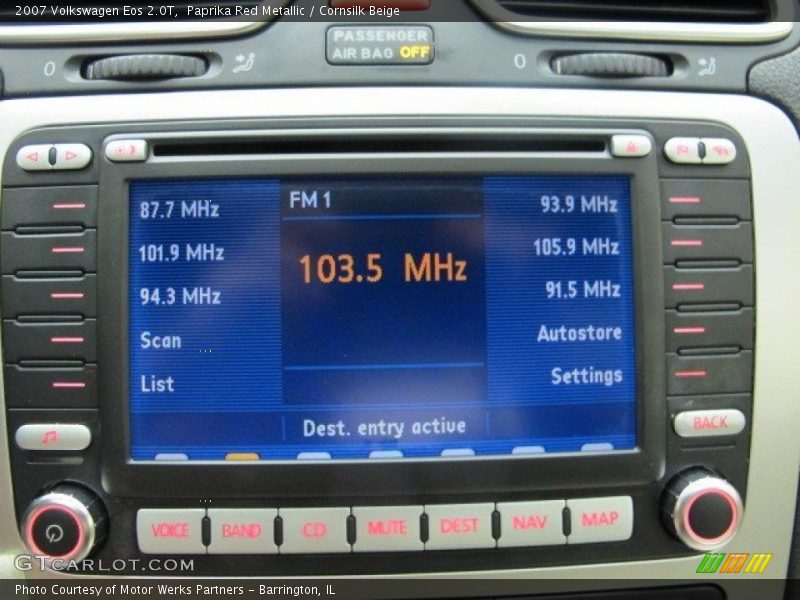 2007 Volkswagen Eos 2.0T, Paprika Red Metallic / Cornsilk Beige
PASSENGER
AIR BAG OFF
0
0
87.7 MHz
FM 1
93.9 MHz
101.9 MHz
103.5 MHz
105.9 MHz
94.3 MHz
91.5 MHz
Scan
Autostore
List
Settings
Dest. entry active
BACK
VOICE
BAND
CD
MUTE
DEST
NAV
MAP
GTCARLOT.COM
Photo Courtesy of Motor Werks Partners - Barrington, IL